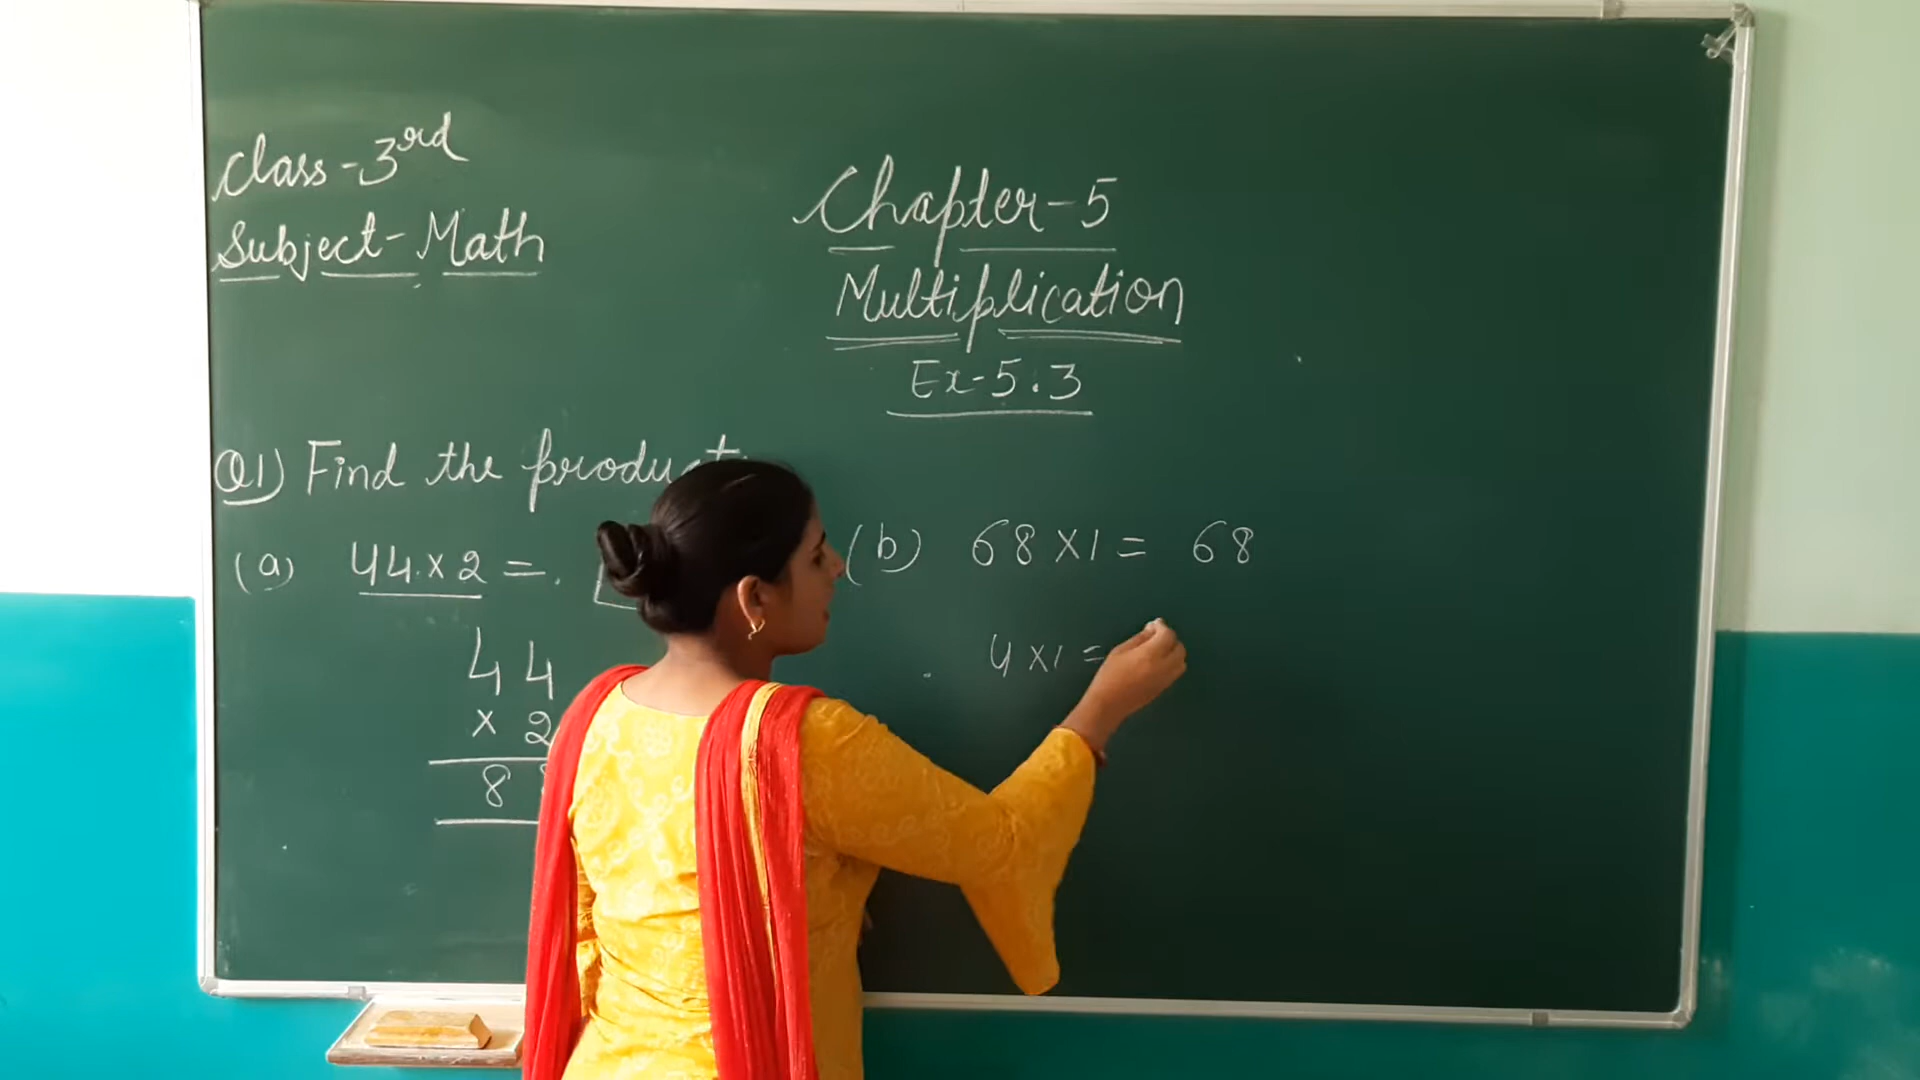 Class-3rd
Subject-Math
Chapter-5
Multiplication
Ex-5.3
Q1) Find the product
(a) 44×2=
44
× 2
8
(b) 68×1= 68
4×1=